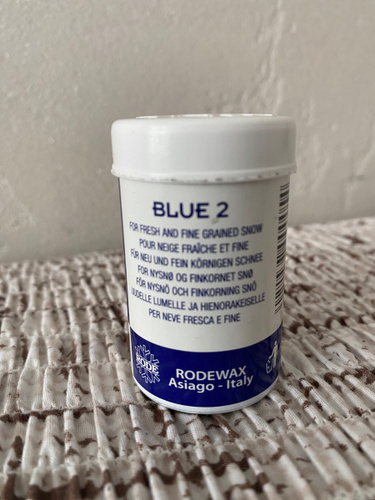 BLUE 2
FOR FRESH AND FINE GRAINED SNOW
POUR NEIGE FRAÎCHE ET FINE
FÜR NEU UND FEIN KÖRNIGEN SCHNEE
FOR NYSNØ OG FINKORNET SNØ
FÖR NYSNÖ OCH FINKORNING SNÖ
UUDELLE LUMELLE JA HIENORAKEISELLE
PER NEVE FRESCA E FINE
RODE
RODEWAX
Asiago - Italy